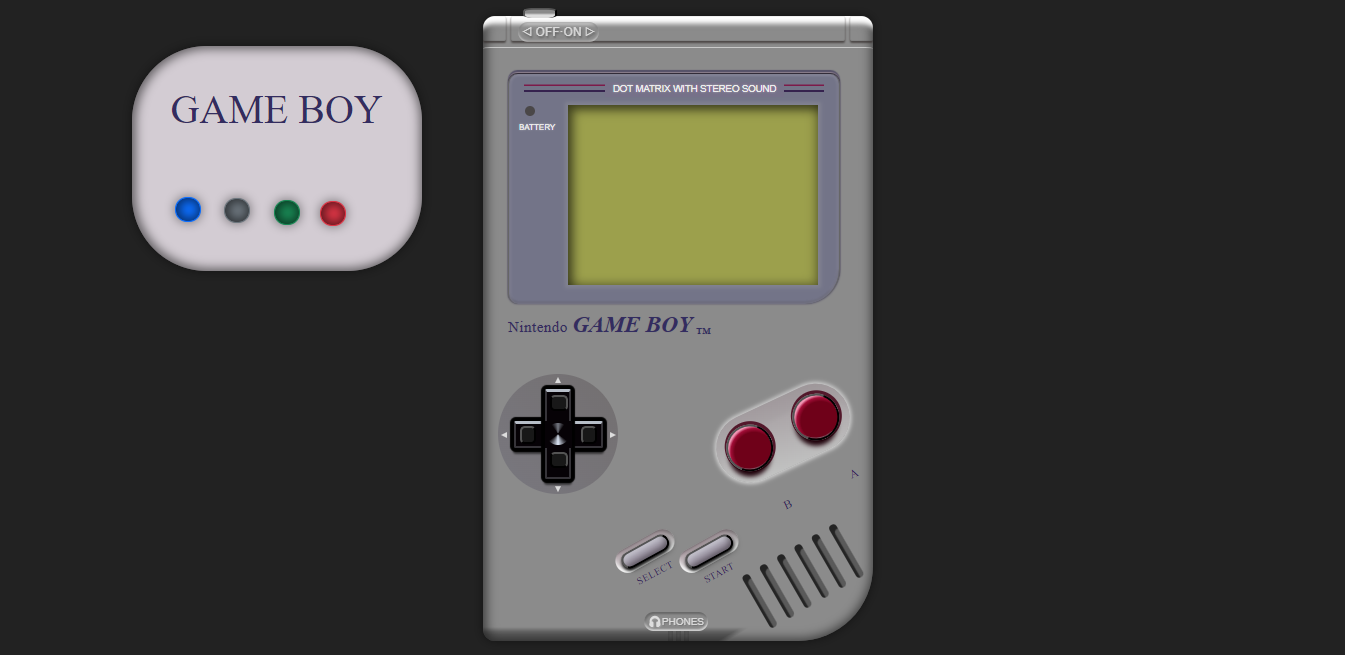 GAME BOY
OFF·ON
DOT MATRIX WITH STEREO SOUND
BATTERY
Nintendo GAME BOY TM
A
B
SELECT
START
PHONES